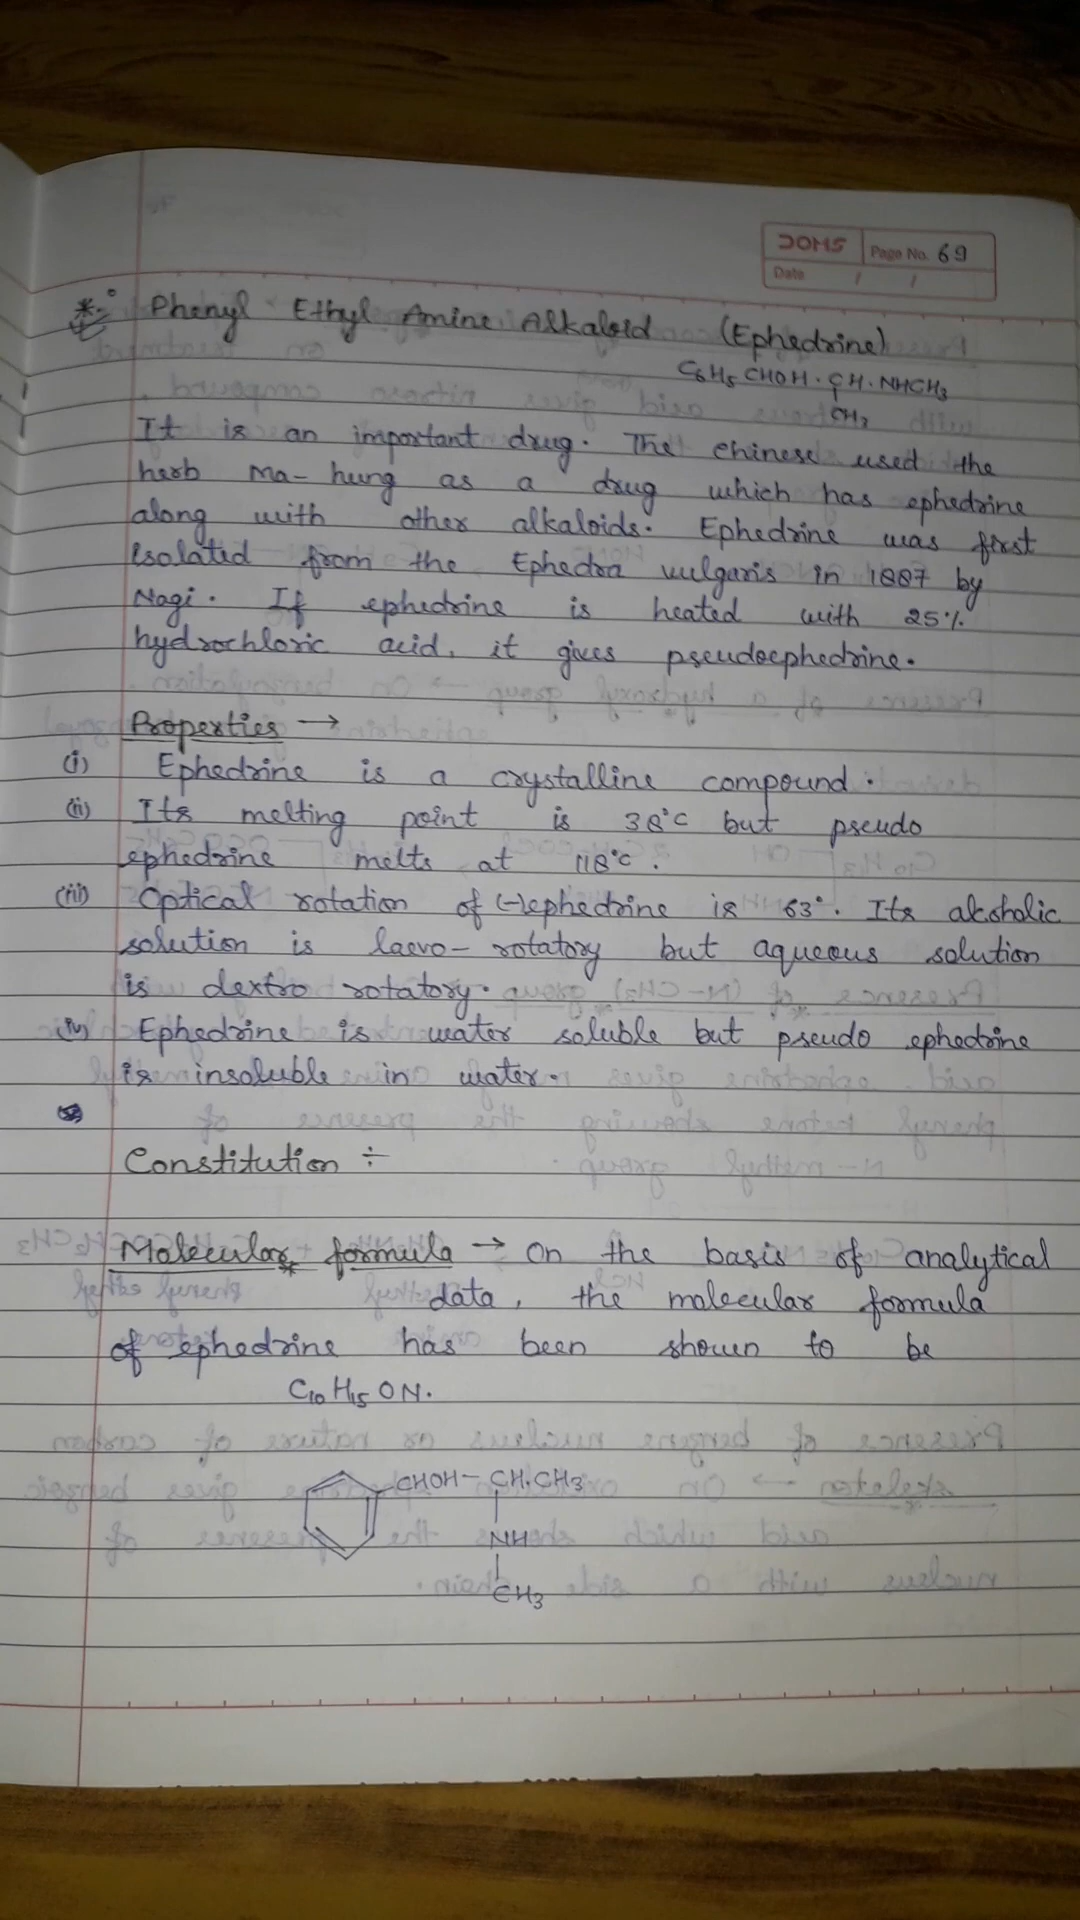 DOMS Page No. 69
Date / /
* Phenyl Ethyl Amine Alkaloid (Ephedrine)
C6H5 CHOH . CH . NHCH3
CH3
It is an important drug. The chinese used the
herb ma-hung as a drug which has ephedrine
along with other alkaloids. Ephedrine was first
isolated from the Ephedra vulgaris in 1887 by
Nagi. If ephedrine is heated with 25%
hydrochloric acid, it gives pseudoephedrine.
Properties →
(i) Ephedrine is a crystalline compound.
(ii) Its melting point is 38°C but pseudo
ephedrine melts at 118°C.
(iii) Optical rotation of (-)ephedrine is 63°. Its alcoholic
solution is laevo-rotatory but aqueous solution
is dextro rotatory.
(iv) Ephedrine is water soluble but pseudo ephedrine
is insoluble in water.
Constitution ÷
Molecular formula → On the basis of analytical
data, the molecular formula
of ephedrine has been shown to be
C10 H15 ON.
CHOH - CH.CH3
NH
CH3